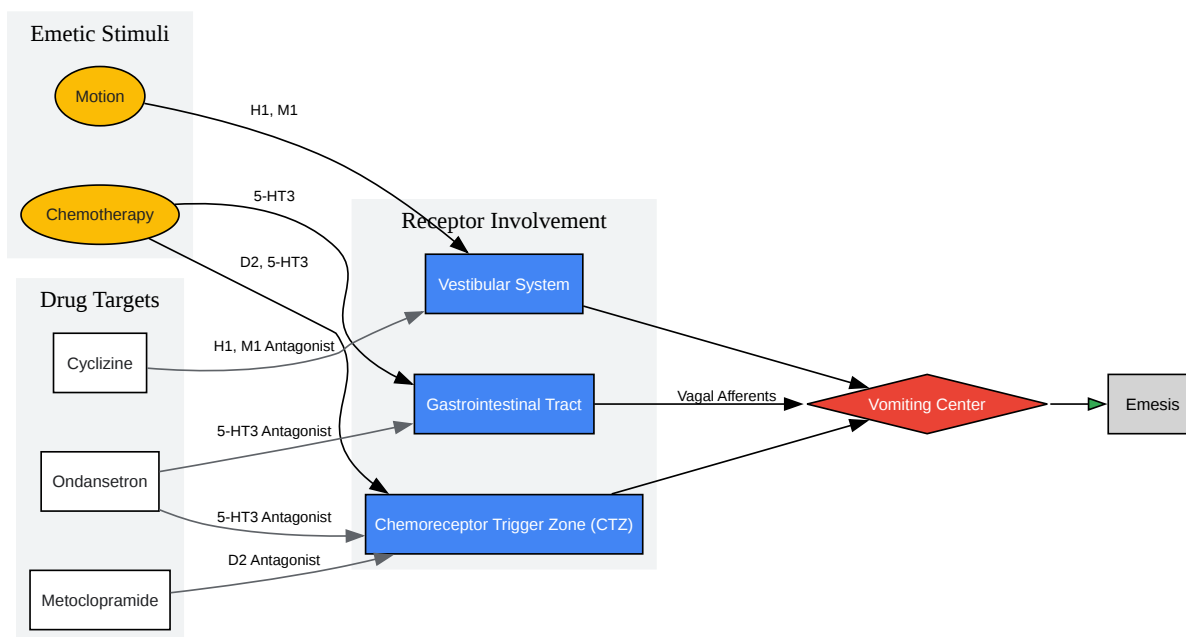 Emetic Stimuli
Motion
H1, M1
Chemotherapy
5-HT3
D2, 5-HT3
Receptor Involvement
Vestibular System
Drug Targets
Cyclizine
H1, M1 Antagonist
Gastrointestinal Tract
Vagal Afferents
Vomiting Center
Emesis
5-HT3 Antagonist
Ondansetron
5-HT3 Antagonist
Chemoreceptor Trigger Zone (CTZ)
D2 Antagonist
Metoclopramide